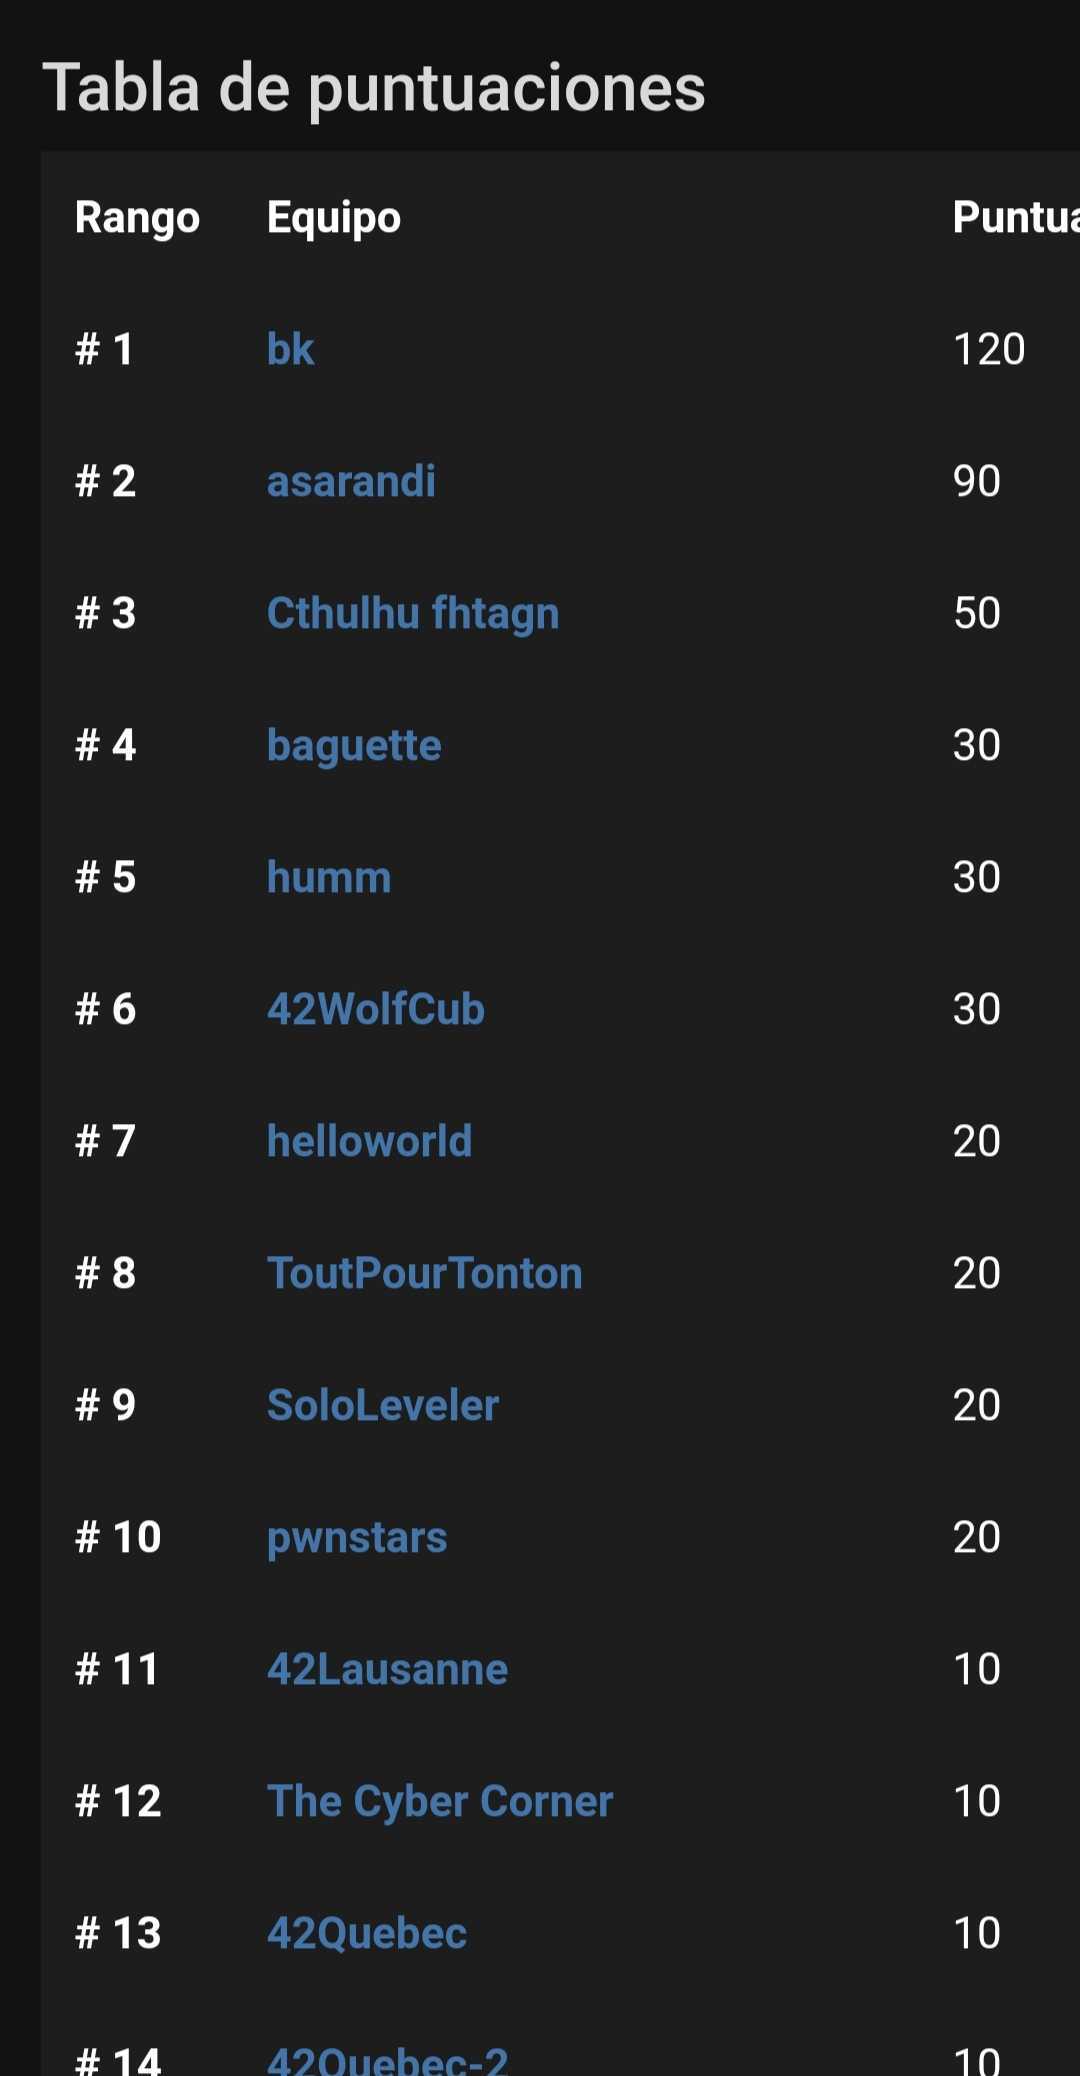 Tabla de puntuaciones
Rango Equipo Puntua
# 1 bk 120
# 2 asarandi 90
# 3 Cthulhu fhtagn 50
# 4 baguette 30
# 5 humm 30
# 6 42WolfCub 30
# 7 helloworld 20
# 8 ToutPourTonton 20
# 9 SoloLeveler 20
# 10 pwnstars 20
# 11 42Lausanne 10
# 12 The Cyber Corner 10
# 13 42Quebec 10
# 14 42Quebec-2 10